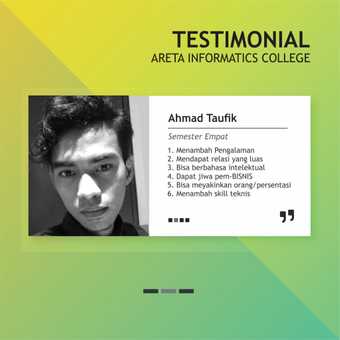 TESTIMONIAL
ARETA INFORMATICS COLLEGE
Ahmad Taufik
Semester Empat
1. Menambah Pengalaman
2. Mendapat relasi yang luas
3. Bisa berbahasa intelektual
4. Dapat jiwa pem-BISNIS
5. Bisa meyakinkan orang/persentasi
6. Menambah skill teknis